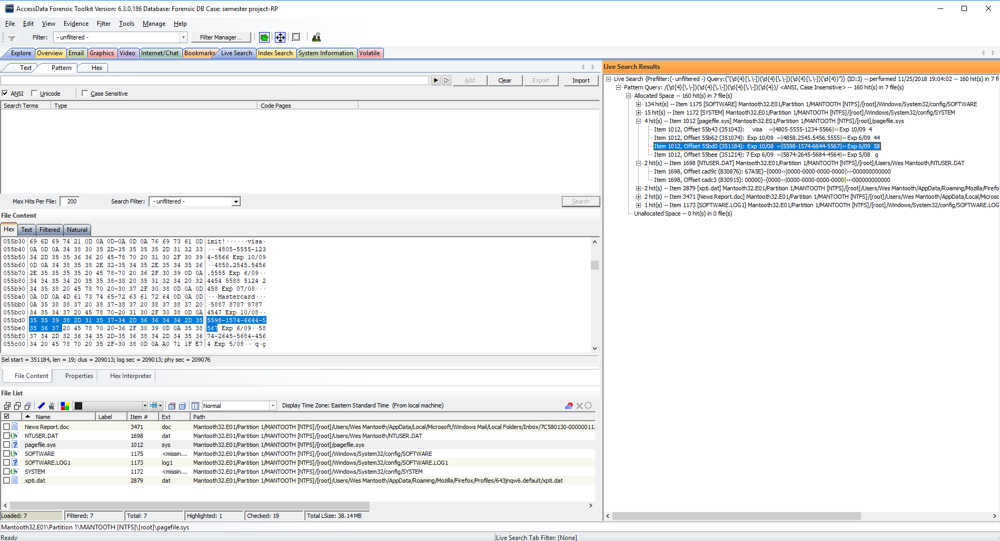 AccessData Forensic Toolkit Version: 6.3.0.186 Database: Forensic DB Case: semester project-RP
File Edit View Evidence Filter Tools Manage Help
Filter: - unfiltered - Filter Manager...
Explore Overview Email Graphics Video Internet/Chat Bookmarks Live Search Index Search System Information Volatile
Text Pattern Hex
Add Clear Export Import
ANSI Unicode Case Sensitive
Search Terms Type Code Pages
Max Hits Per File: 200 Search Filter: - unfiltered - Search
File Content
Hex Text Filtered Natural
055b30 69 6D 69 74 21 0D 0A 0D-0A 0D 0A 76 69 73 61 0D imit!······visa·
055b40 0A 0D 0A 34 38 30 35 2D-35 35 35 35 2D 31 32 33 ···4805-5555-123
055b50 34 2D 35 35 36 36 20 45-78 70 20 31 30 2F 30 39 4-5566 Exp 10/09
055b60 0D 0A 34 38 35 38 2E 32-35 34 35 2E 35 34 35 36 ··4858.2545.5456
055b70 2E 35 35 35 35 20 45 78-70 20 36 2F 30 39 0D 0A .5555 Exp 6/09··
055b80 34 34 35 34 20 35 35 38-38 20 35 31 32 34 20 32 4454 5588 5124 2
055b90 34 35 38 20 45 78 70 20-30 37 2F 30 38 0D 0A 0D 458 Exp 07/08···
055ba0 0A 0D 0A 4D 61 73 74 65-72 63 61 72 64 0D 0A 0D ···Mastercard···
055bb0 0A 35 38 38 37 20 38 37-38 37 20 38 37 38 37 20 ·5887 8787 8787
055bc0 34 35 34 37 20 45 78 70-20 31 30 2F 30 38 0D 0A 4547 Exp 10/08··
055bd0 35 35 39 38 2D 31 35 37-34 2D 36 36 34 34 2D 35 5598-1574-6644-5
055be0 35 36 37 20 45 78 70 20-36 2F 30 39 0D 0A 35 38 567 Exp 6/09··58
055bf0 37 34 2D 32 36 34 35 2D-35 36 38 34 2D 34 35 36 74-2645-5684-456
055c00 34 20 45 78 70 20 35 2F-30 38 0D 0A A0 71 1F E7 4 Exp 5/08·· q·ç
Sel start = 351184, len = 19; clus = 209013; log sec = 209013; phy sec = 209076
File Content Properties Hex Interpreter
File List
Normal Display Time Zone: Eastern Standard Time (From local machine)
Name Label Item # Ext Path
News Report.doc 3471 doc Mantooth32.E01/Partition 1/MANTOOTH [NTFS]/[root]/Users/Wes Mantooth/AppData/Local/Microsoft/Windows Mail/Local Folders/Inbox/7C580130-00000011.
NTUSER.DAT 1698 dat Mantooth32.E01/Partition 1/MANTOOTH [NTFS]/[root]/Users/Wes Mantooth/NTUSER.DAT
pagefile.sys 1012 sys Mantooth32.E01/Partition 1/MANTOOTH [NTFS]/[root]/pagefile.sys
SOFTWARE 1175 <missin... Mantooth32.E01/Partition 1/MANTOOTH [NTFS]/[root]/Windows/System32/config/SOFTWARE
SOFTWARE.LOG1 1173 log1 Mantooth32.E01/Partition 1/MANTOOTH [NTFS]/[root]/Windows/System32/config/SOFTWARE.LOG1
SYSTEM 1172 <missin... Mantooth32.E01/Partition 1/MANTOOTH [NTFS]/[root]/Windows/System32/config/SYSTEM
xpti.dat 2879 dat Mantooth32.E01/Partition 1/MANTOOTH [NTFS]/[root]/Users/Wes Mantooth/AppData/Roaming/Mozilla/Firefox/Profiles/643jnqw6.default/xpti.dat
Loaded: 7 Filtered: 7 Total: 7 Highlighted: 1 Checked: 19 Total LSize: 38.14 MB
Mantooth32.E01\Partition 1\MANTOOTH [NTFS]\[root]\pagefile.sys
Ready Live Search Tab Filter: [None]
Live Search Results
Live Search {Prefilter:(- unfiltered -) Query:("(\d{4}[\.\-])(\d{4}[\.\-])(\d{4}[\.\-])(\d{4})")} (ID:3) -- performed 11/25/2018 19:04:02 -- 160 hit(s) in 7 fi
Pattern Query: /(\d{4}[\.\-])(\d{4}[\.\-])(\d{4}[\.\-])(\d{4})/ <ANSI, Case Insensitive> -- 160 hit(s) in 7 file(s)
Allocated Space -- 160 hit(s) in 7 file(s)
134 hit(s) -- Item 1175 [SOFTWARE] Mantooth32.E01/Partition 1/MANTOOTH [NTFS]/[root]/Windows/System32/config/SOFTWARE
15 hit(s) -- Item 1172 [SYSTEM] Mantooth32.E01/Partition 1/MANTOOTH [NTFS]/[root]/Windows/System32/config/SYSTEM
4 hit(s) -- Item 1012 [pagefile.sys] Mantooth32.E01/Partition 1/MANTOOTH [NTFS]/[root]/pagefile.sys
Item 1012, Offset 55b43 (351043): visa ‹‹|4805-5555-1234-5566|›› Exp 10/09 4
Item 1012, Offset 55b62 (351074): Exp 10/09 ‹‹|4858.2545.5456.5555|›› Exp 6/09 44
Item 1012, Offset 55bd0 (351184): Exp 10/08 ‹‹|5598-1574-6644-5567|›› Exp 6/09 58
Item 1012, Offset 55bee (351214): 7 Exp 6/09 ‹‹|5874-2645-5684-4564|›› Exp 5/08 q
2 hit(s) -- Item 1698 [NTUSER.DAT] Mantooth32.E01/Partition 1/MANTOOTH [NTFS]/[root]/Users/Wes Mantooth/NTUSER.DAT
Item 1698, Offset cad9c (830876): 67A5E}-{0000‹‹|0000-0000-0000-0000|››-000000000000
Item 1698, Offset cadc3 (830915): 00000}-{0000‹‹|0000-0000-0000-0000|››-000000000000
2 hit(s) -- Item 2879 [xpti.dat] Mantooth32.E01/Partition 1/MANTOOTH [NTFS]/[root]/Users/Wes Mantooth/AppData/Roaming/Mozilla/Firefo
2 hit(s) -- Item 3471 [News Report.doc] Mantooth32.E01/Partition 1/MANTOOTH [NTFS]/[root]/Users/Wes Mantooth/AppData/Local/Microso
1 hit(s) -- Item 1173 [SOFTWARE.LOG1] Mantooth32.E01/Partition 1/MANTOOTH [NTFS]/[root]/Windows/System32/config/SOFTWARE.LOG
Unallocated Space -- 0 hit(s) in 0 file(s)